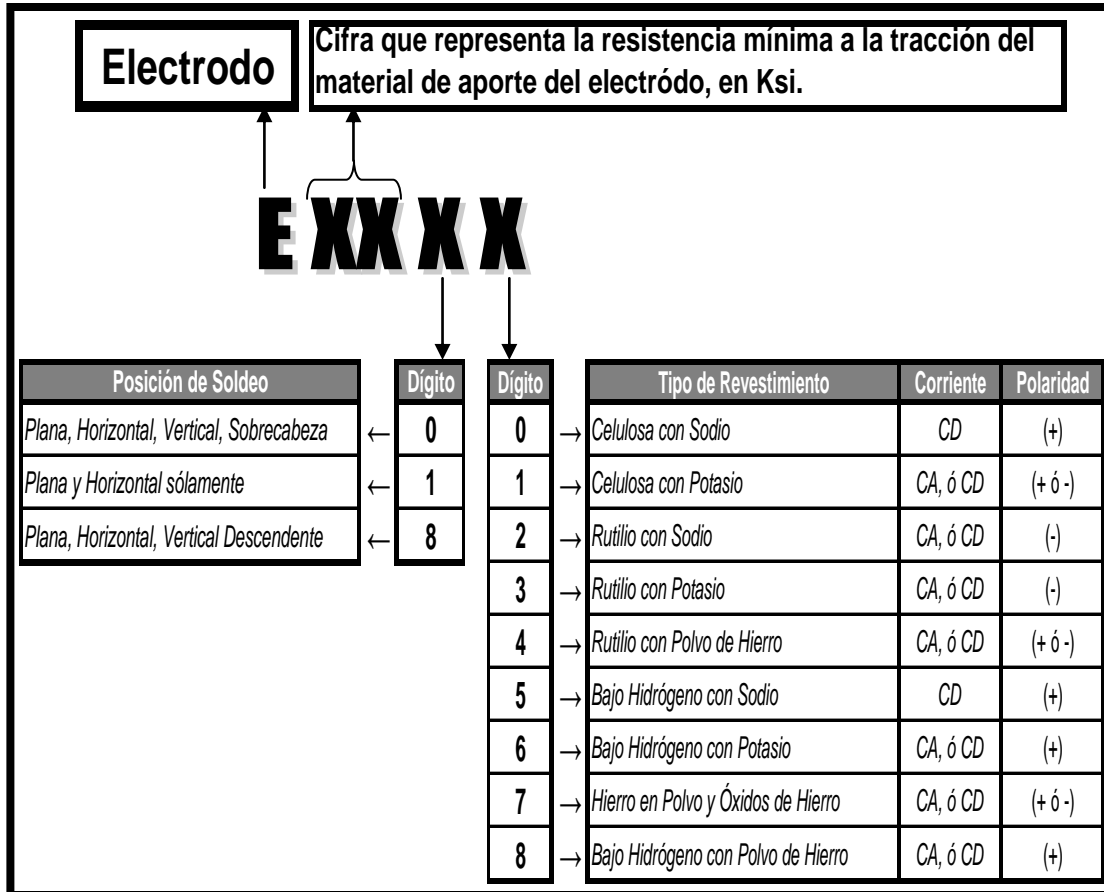 Electrodo
Cifra que representa la resistencia mínima a la tracción del
material de aporte del electródo, en Ksi.
E XX X X
Posición de Soldeo Dígito
Plana, Horizontal, Vertical, Sobrecabeza ← 0
Plana y Horizontal sólamente ← 1
Plana, Horizontal, Vertical Descendente ← 8
Dígito Tipo de Revestimiento Corriente Polaridad
0 → Celulosa con Sodio CD (+)
1 → Celulosa con Potasio CA, ó CD (+ ó -)
2 → Rutilio con Sodio CA, ó CD (-)
3 → Rutilio con Potasio CA, ó CD (-)
4 → Rutilio con Polvo de Hierro CA, ó CD (+ ó -)
5 → Bajo Hidrógeno con Sodio CD (+)
6 → Bajo Hidrógeno con Potasio CA, ó CD (+)
7 → Hierro en Polvo y Óxidos de Hierro CA, ó CD (+ ó -)
8 → Bajo Hidrógeno con Polvo de Hierro CA, ó CD (+)